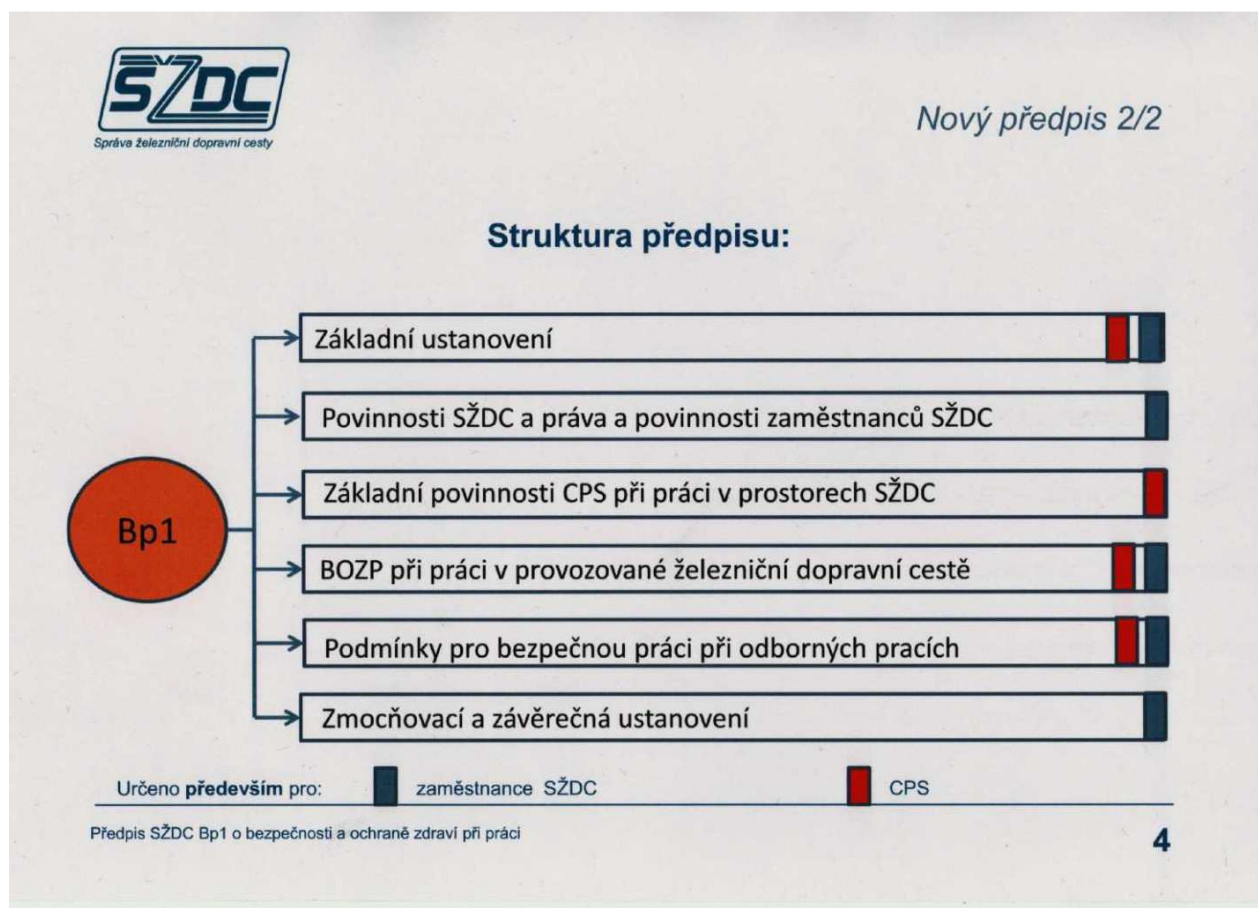 SŽDC
Správa železniční dopravní cesty
Nový předpis 2/2
Struktura předpisu:
Bp1
Základní ustanovení
Povinnosti SŽDC a práva a povinnosti zaměstnanců SŽDC
Základní povinnosti CPS při práci v prostorech SŽDC
BOZP při práci v provozované železniční dopravní cestě
Podmínky pro bezpečnou práci při odborných pracích
Zmocňovací a závěrečná ustanovení
Určeno především pro: zaměstnance SŽDC CPS
Předpis SŽDC Bp1 o bezpečnosti a ochraně zdraví při práci
4